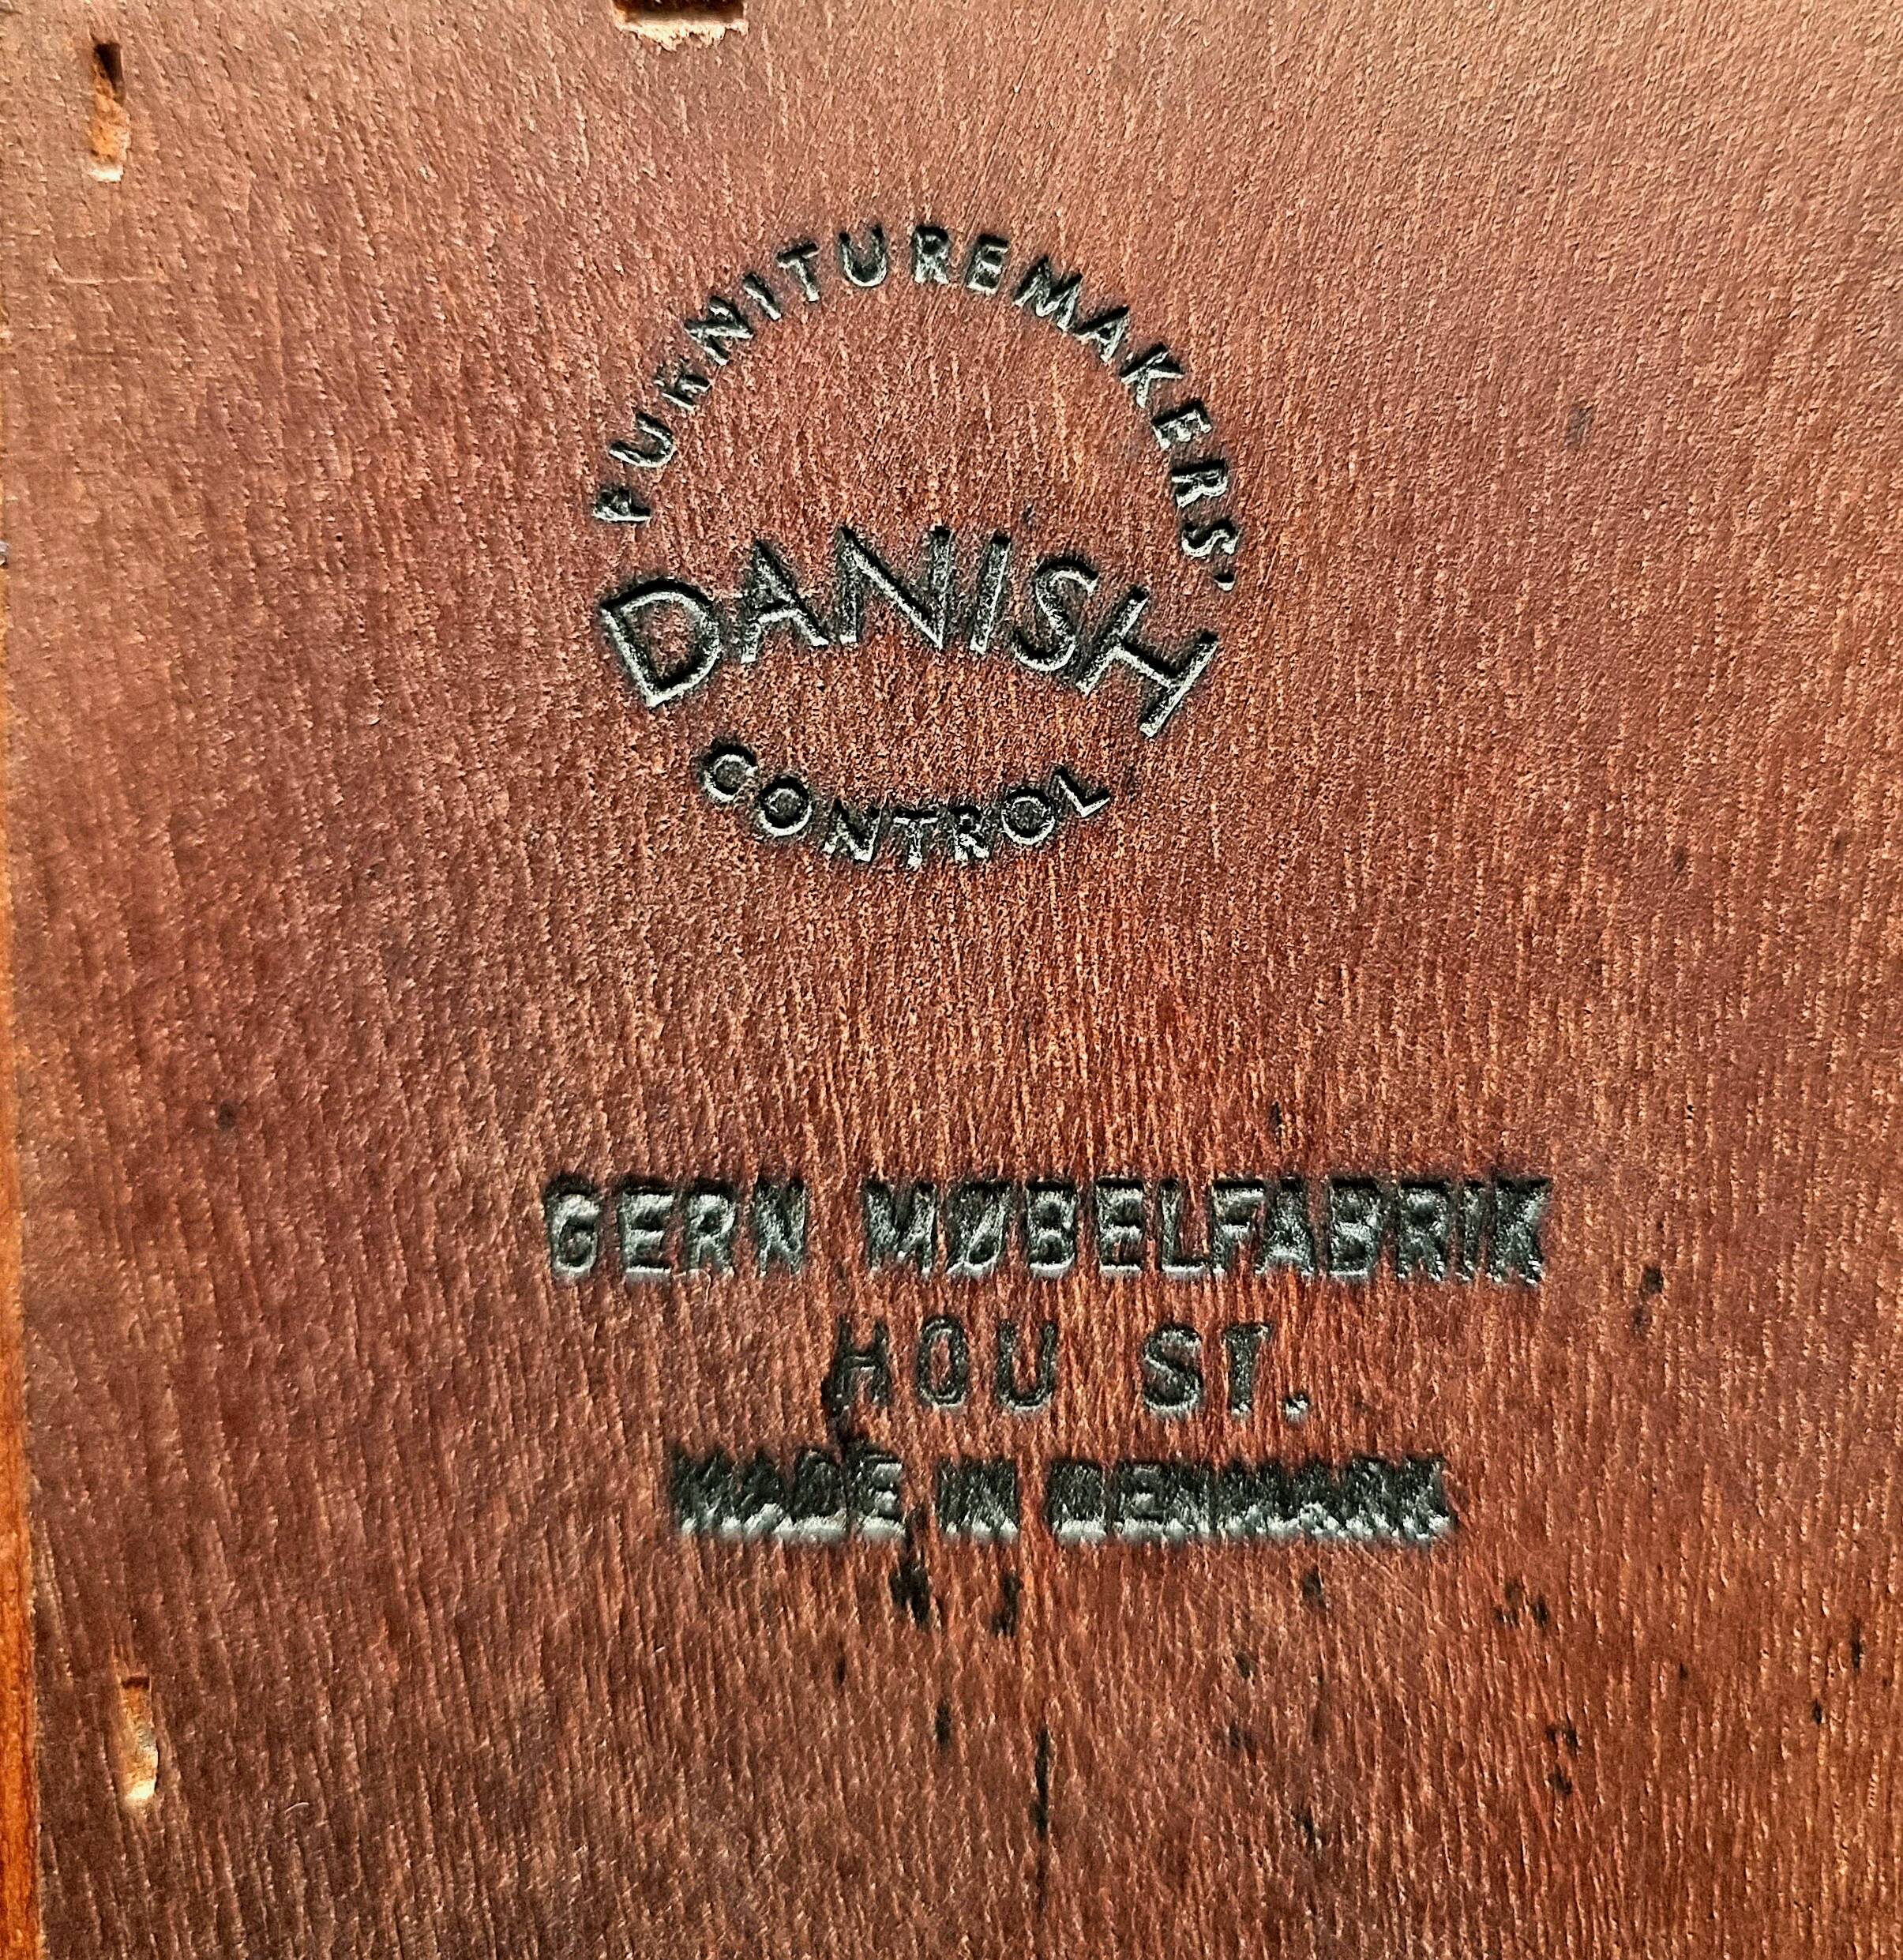 FURNITUREMAKERS'
DANISH
CONTROL
GERN MØBELFABRIK
HOU ST.
MADE IN DENMARK